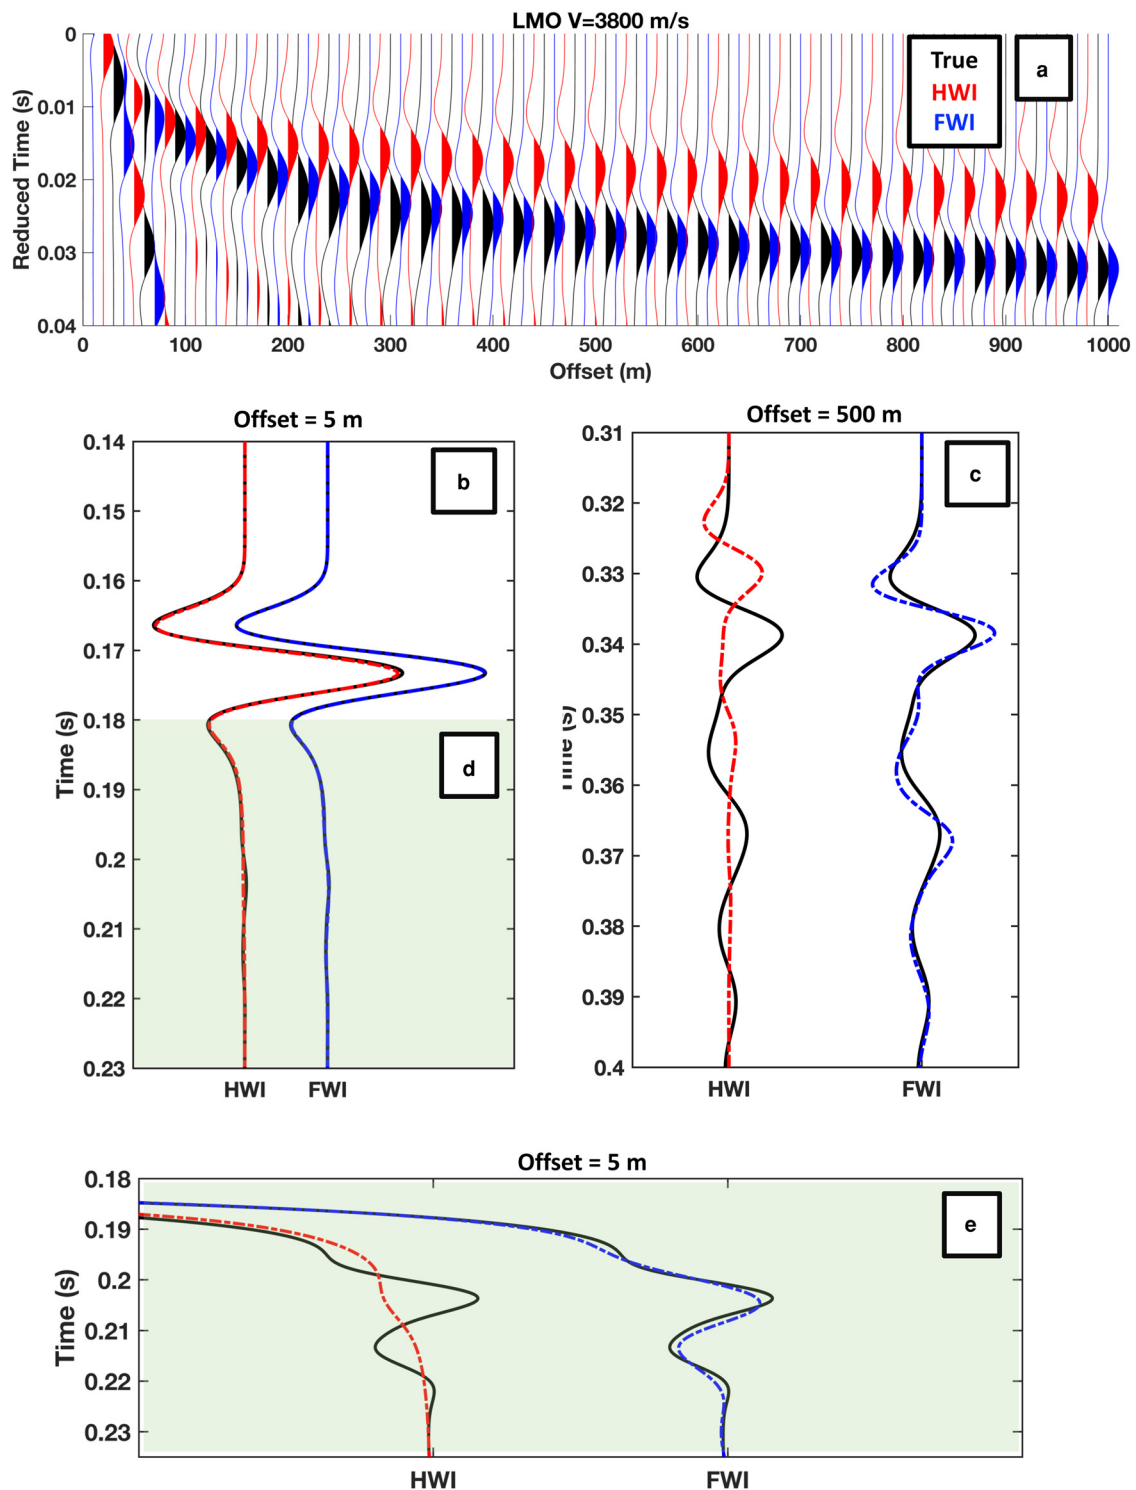 LMO V=3800 m/s
True
HWI
FWI
a
Reduced Time (s)
0
0.01
0.02
0.03
0.04
0 100 200 300 400 500 600 700 800 900 1000
Offset (m)
Offset = 5 m
b
Time (s)
0.14
0.15
0.16
0.17
0.18
0.19
0.2
0.21
0.22
0.23
d
HWI FWI
Offset = 500 m
c
0.31
0.32
0.33
0.34
0.35
0.36
0.37
0.38
0.39
0.4
HWI FWI
Offset = 5 m
e
Time (s)
0.18
0.19
0.2
0.21
0.22
0.23
HWI FWI